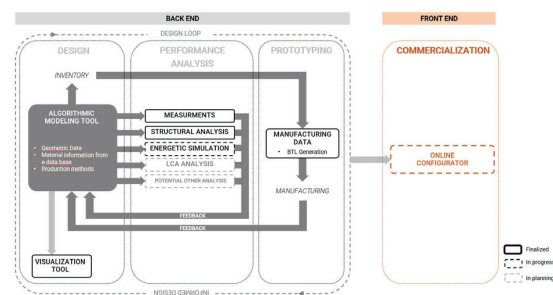 BACK END
FRONT END
DESIGN LOOP
DESIGN
PERFORMANCE
ANALYSIS
PROTOTYPING
COMMERCIALIZATION
INVENTORY
ALGORITHMIC
MODELING TOOL
• Geometric Data
• Material information from
a data base
• Production methods
MEASURMENTS
STRUCTURAL ANALYSIS
ENERGETIC SIMULATION
LCA ANALYSIS
POTENTIAL OTHER ANALYSIS
MANUFACTURING
DATA
• BTL Generation
MANUFACTURING
ONLINE
CONFIGURATOR
FEEDBACK
FEEDBACK
VISUALIZATION
TOOL
INFORMED DESIGN
Finalized
In progress
In planning